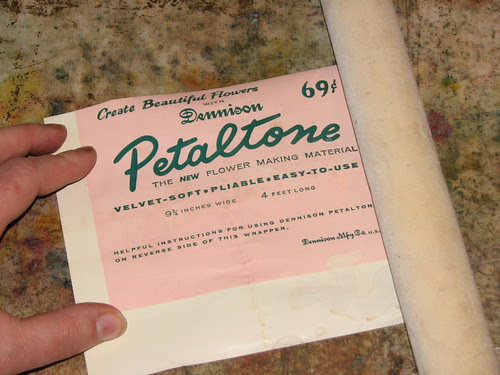 Create Beautiful Flowers
WITH
Dennison
69¢
Petaltone
THE NEW FLOWER MAKING MATERIAL
VELVET-SOFT • PLIABLE • EASY-TO-USE
9¾ INCHES WIDE 4 FEET LONG
HELPFUL INSTRUCTIONS FOR USING DENNISON PETALTON
ON REVERSE SIDE OF THIS WRAPPER.
Dennison Mfg Co. U.S.